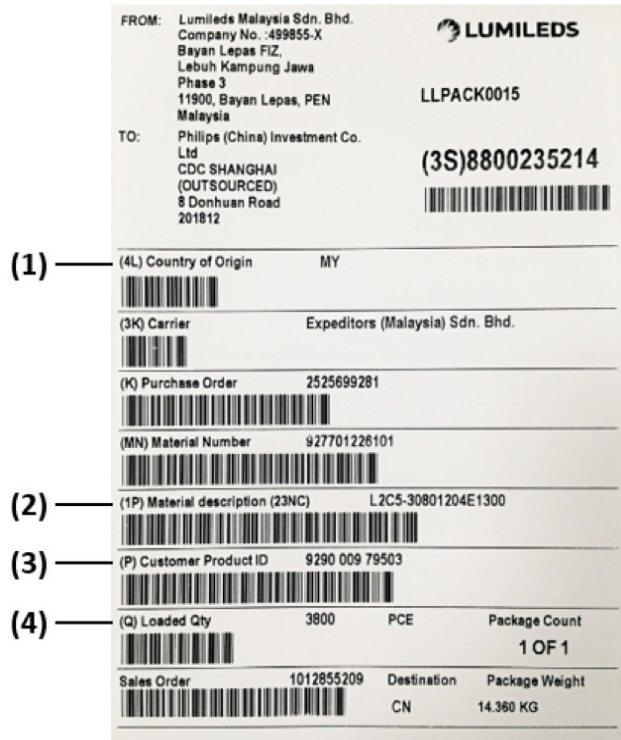 FROM: Lumileds Malaysia Sdn. Bhd.
Company No. :499855-X
Bayan Lepas FIZ,
Lebuh Kampung Jawa
Phase 3
11900, Bayan Lepas, PEN
Malaysia
LUMILEDS
LLPACK0015
TO: Philips (China) Investment Co.
Ltd
CDC SHANGHAI
(OUTSOURCED)
8 Donhuan Road
201812
(3S)8800235214
(1) (4L) Country of Origin MY
(3K) Carrier Expeditors (Malaysia) Sdn. Bhd.
(K) Purchase Order 2525699281
(MN) Material Number 927701226101
(2) (1P) Material description (23NC) L2C5-30801204E1300
(3) (P) Customer Product ID 9290 009 79503
(4) (Q) Loaded Qty 3800 PCE Package Count
1 OF 1
Sales Order 1012855209 Destination Package Weight
CN 14.360 KG